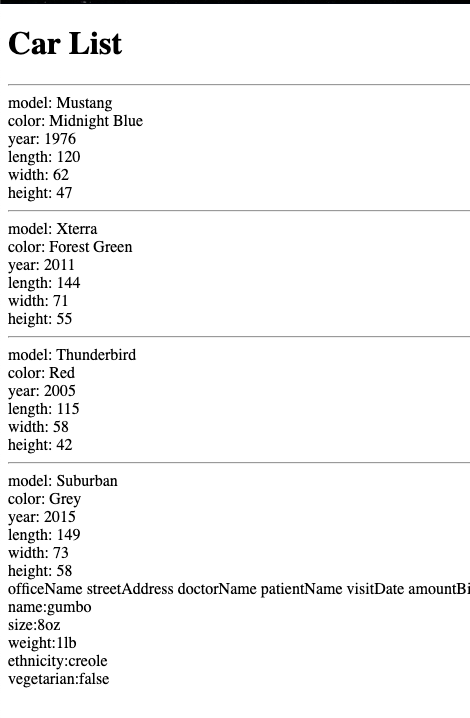 Car List
model: Mustang
color: Midnight Blue
year: 1976
length: 120
width: 62
height: 47
model: Xterra
color: Forest Green
year: 2011
length: 144
width: 71
height: 55
model: Thunderbird
color: Red
year: 2005
length: 115
width: 58
height: 42
model: Suburban
color: Grey
year: 2015
length: 149
width: 73
height: 58
officeName streetAddress doctorName patientName visitDate amountBi
name:gumbo
size:8oz
weight:1lb
ethnicity:creole
vegetarian:false